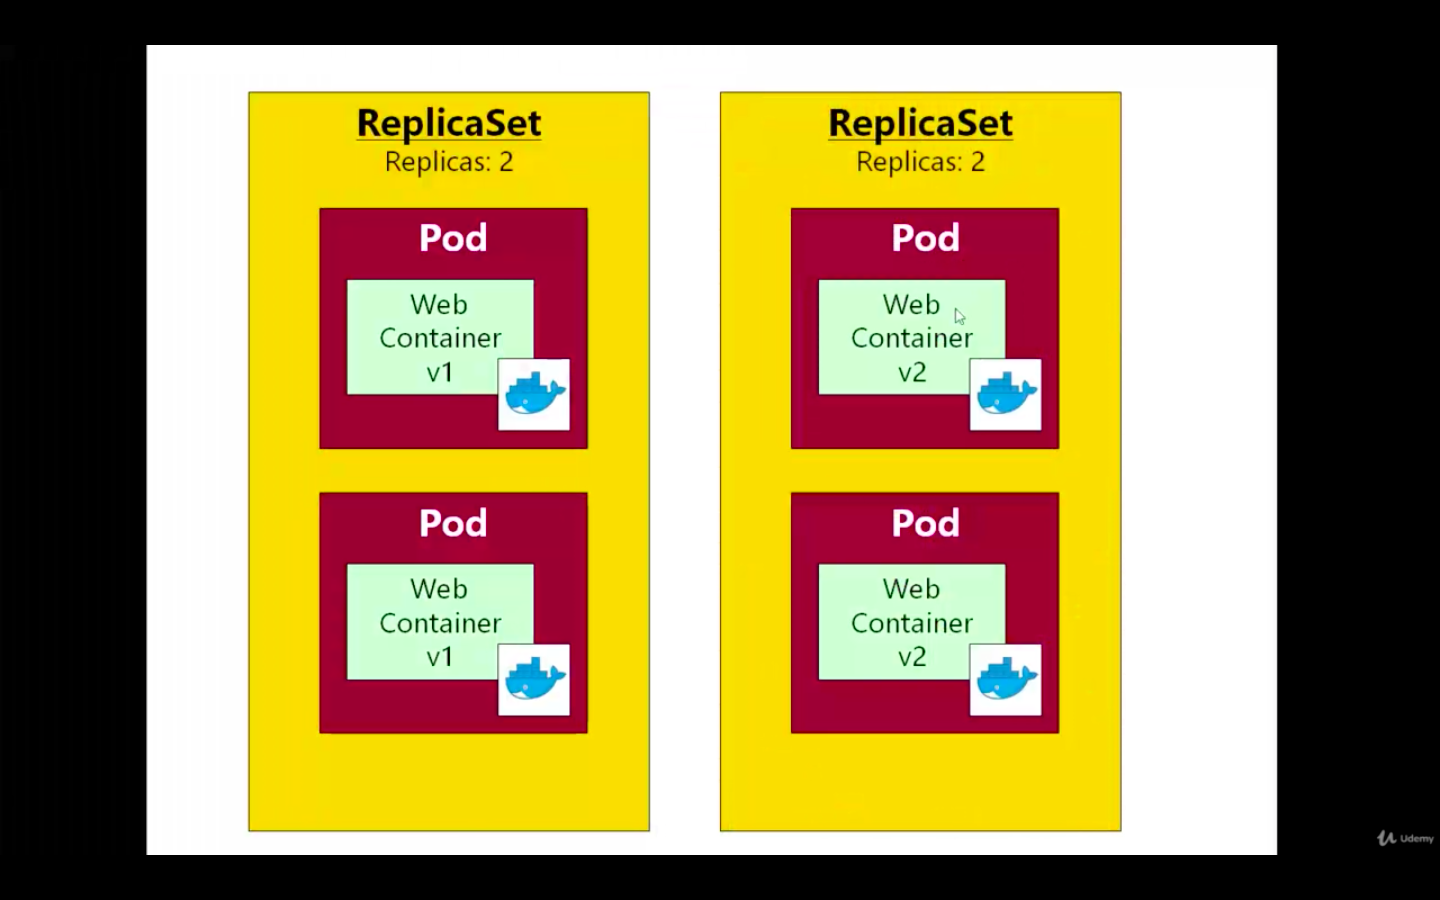 ReplicaSet
Replicas: 2
Pod
Web
Container
v1
Pod
Web
Container
v1
ReplicaSet
Replicas: 2
Pod
Web
Container
v2
Pod
Web
Container
v2
Udemy